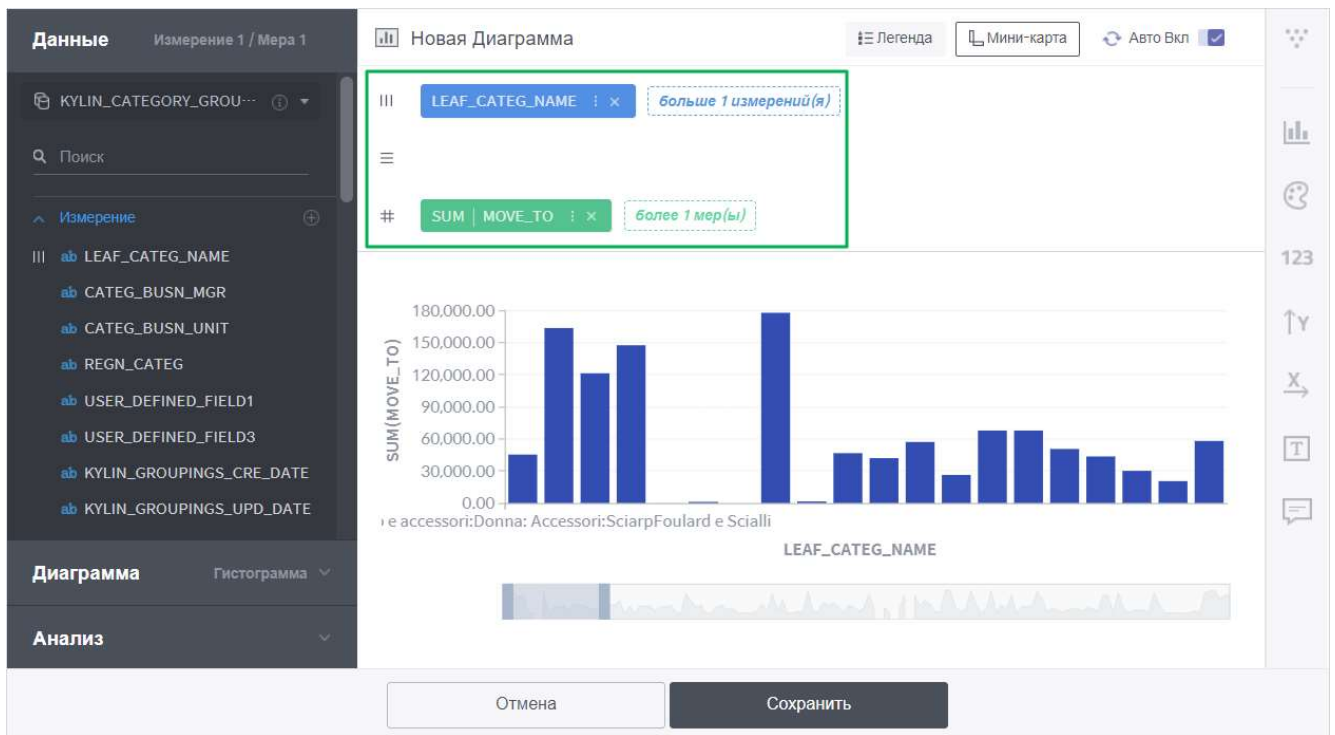 Данные Измерение 1 / Мера 1
KYLIN_CATEGORY_GROU...
Поиск
Измерение
ab LEAF_CATEG_NAME
ab CATEG_BUSN_MGR
ab CATEG_BUSN_UNIT
ab REGN_CATEG
ab USER_DEFINED_FIELD1
ab USER_DEFINED_FIELD3
ab KYLIN_GROUPINGS_CRE_DATE
ab KYLIN_GROUPINGS_UPD_DATE
Диаграмма Гистограмма
Анализ
Новая Диаграмма Легенда Мини-карта Авто Вкл
LEAF_CATEG_NAME больше 1 измерений(я)
# SUM | MOVE_TO более 1 мер(ы)
SUM(MOVE_TO)
180,000.00
150,000.00
120,000.00
90,000.00
60,000.00
30,000.00
0.00
e accessori:Donna: Accessori:SciarpFoulard e Scialli
LEAF_CATEG_NAME
123
Y
X
T
Отмена Сохранить